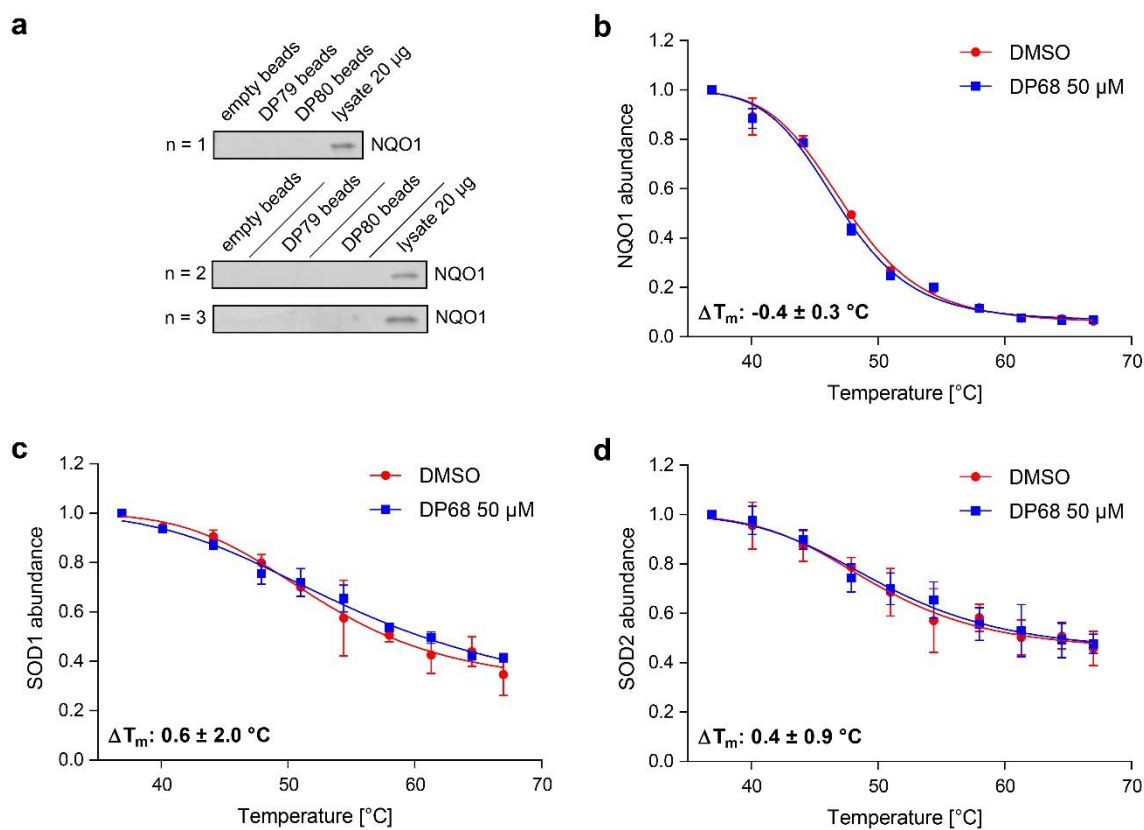 a
empty beads
DP79 beads
DP80 beads
lysate 20 µg
n = 1
NQO1
empty beads
DP79 beads
DP80 beads
lysate 20 µg
n = 2
NQO1
n = 3
NQO1
b
1.2
1.0
0.8
0.6
0.4
0.2
0.0
NQO1 abundance
DMSO
DP68 50 µM
ΔTm: -0.4 ± 0.3 °C
40
50
60
70
Temperature [°C]
c
1.2
1.0
0.8
0.6
0.4
0.2
0.0
SOD1 abundance
DMSO
DP68 50 µM
ΔTm: 0.6 ± 2.0 °C
40
50
60
70
Temperature [°C]
d
1.2
1.0
0.8
0.6
0.4
0.2
0.0
SOD2 abundance
DMSO
DP68 50 µM
ΔTm: 0.4 ± 0.9 °C
40
50
60
70
Temperature [°C]